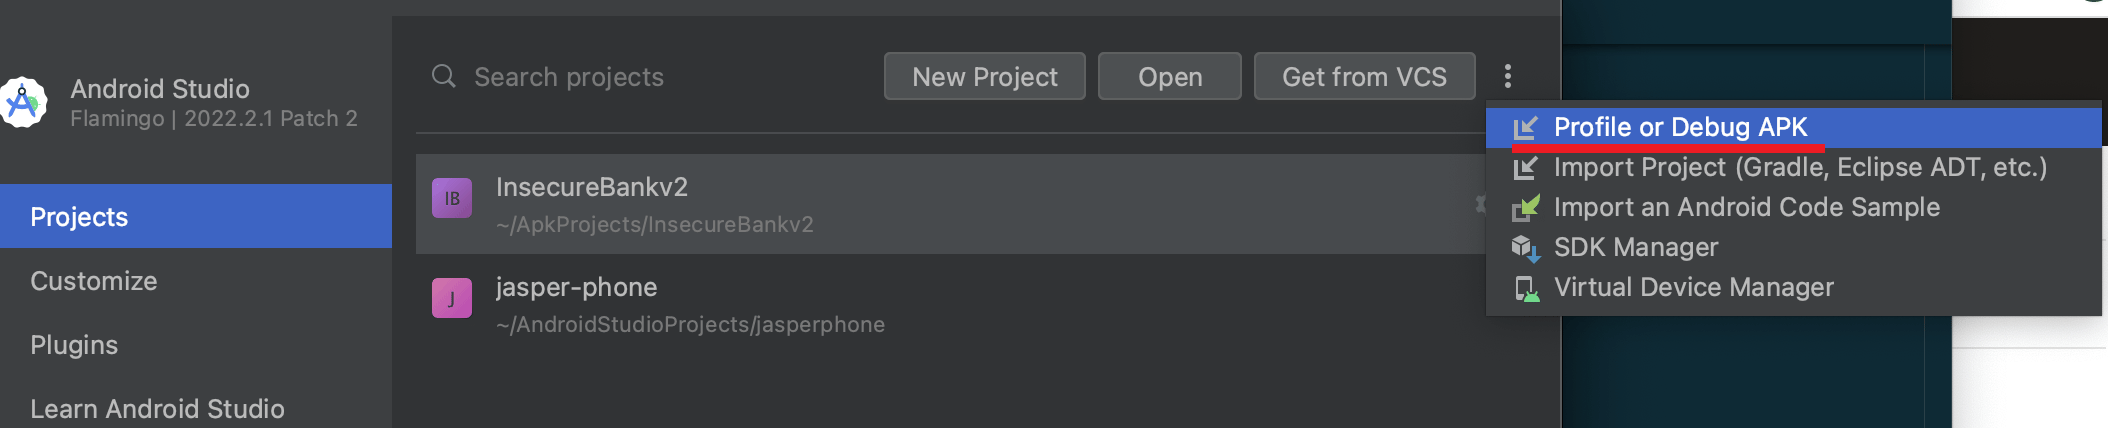 Android Studio
Flamingo | 2022.2.1 Patch 2
Projects
Customize
Plugins
Learn Android Studio
Search projects
New Project
Open
Get from VCS
IB
InsecureBankv2
~/ApkProjects/InsecureBankv2
J
jasper-phone
~/AndroidStudioProjects/jasperphone
Profile or Debug APK
Import Project (Gradle, Eclipse ADT, etc.)
Import an Android Code Sample
SDK Manager
Virtual Device Manager